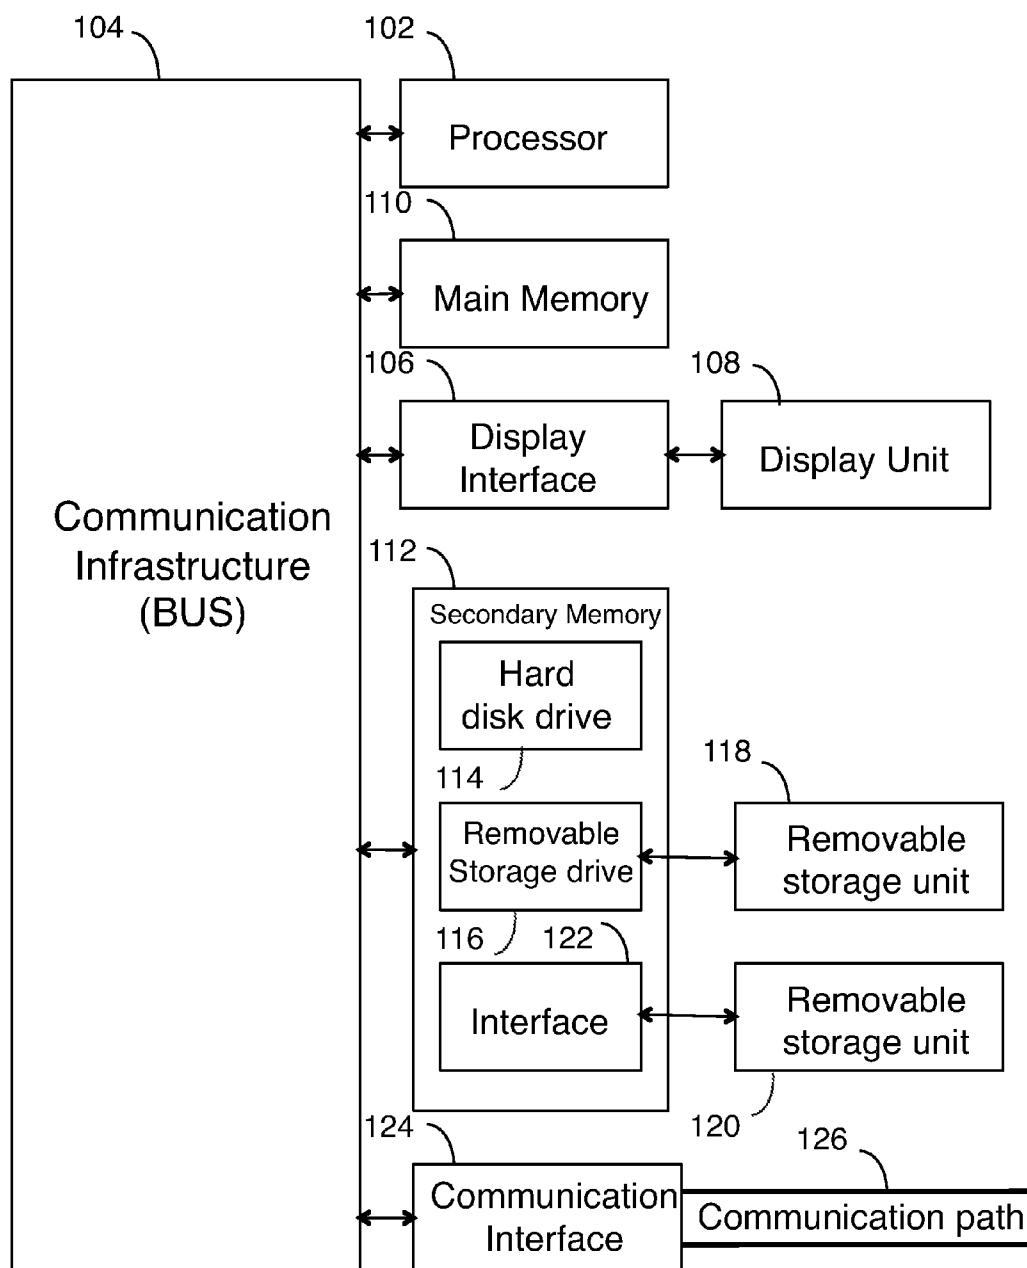 104
102
Processor
110
Main Memory
106
108
Display
Interface
Display Unit
Communication
Infrastructure
(BUS)
112
Secondary Memory
Hard
disk drive
114
118
Removable
Storage drive
Removable
storage unit
116
122
Interface
Removable
storage unit
120
124
126
Communication
Interface
Communication path